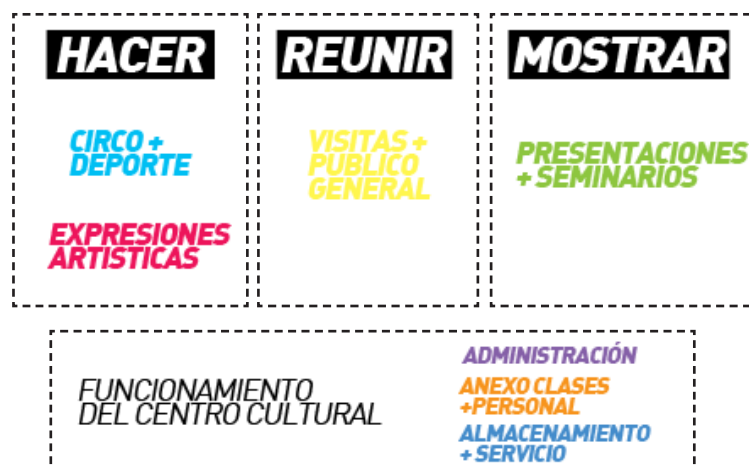 HACER
CIRCO +
DEPORTE
EXPRESIONES
ARTISTICAS
REUNIR
VISITAS +
PUBLICO
GENERAL
MOSTRAR
PRESENTACIONES
+ SEMINARIOS
FUNCIONAMIENTO
DEL CENTRO CULTURAL
ADMINISTRACIÓN
ANEXO CLASES
+PERSONAL
ALMACENAMIENTO
+ SERVICIO